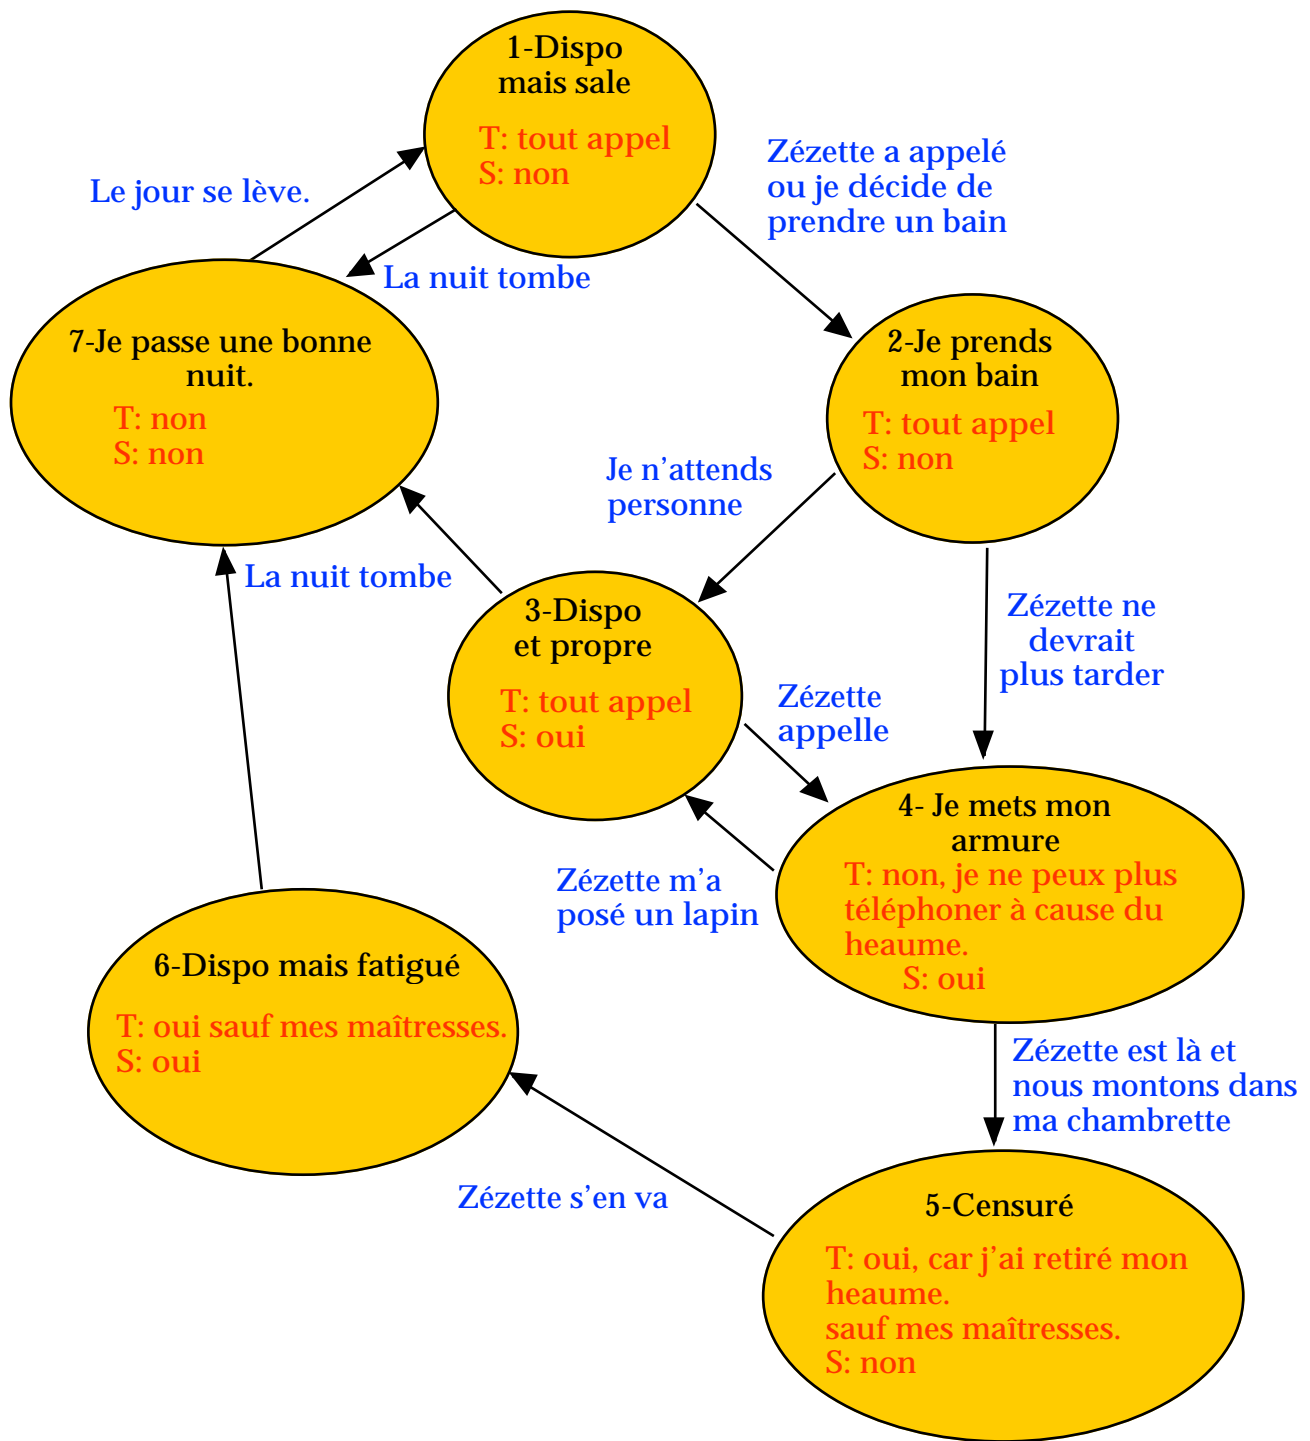 1-Dispo
mais sale
T: tout appel
S: non
Zézette a appelé
ou je décide de
prendre un bain
Le jour se lève.
La nuit tombe
7-Je passe une bonne
nuit.
T: non
S: non
2-Je prends
mon bain
T: tout appel
S: non
Je n’attends
personne
La nuit tombe
3-Dispo
et propre
T: tout appel
S: oui
Zézette ne
devrait
plus tarder
Zézette
appelle
4- Je mets mon
armure
T: non, je ne peux plus
téléphoner à cause du
heaume.
S: oui
Zézette m’a
posé un lapin
6-Dispo mais fatigué
T: oui sauf mes maîtresses.
S: oui
Zézette est là et
nous montons dans
ma chambrette
Zézette s’en va
5-Censuré
T: oui, car j’ai retiré mon
heaume.
sauf mes maîtresses.
S: non